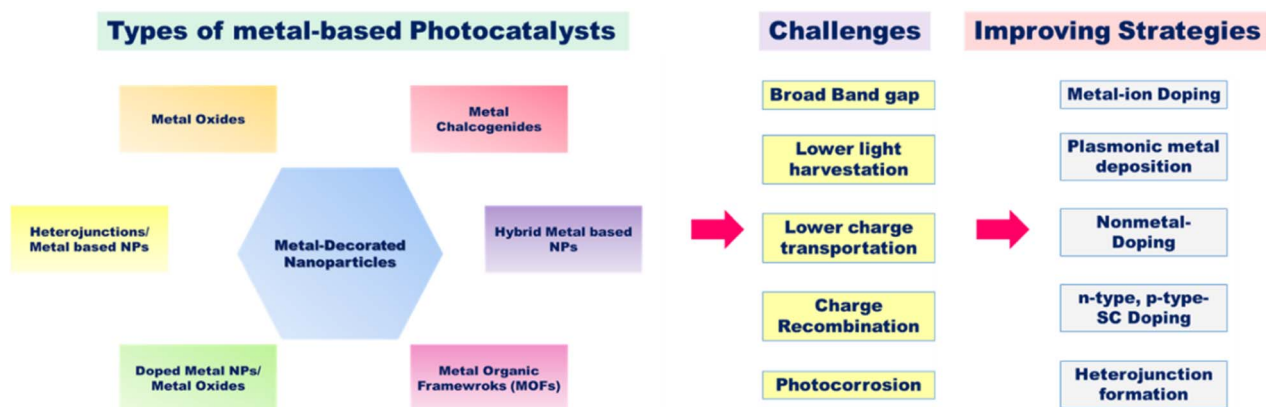 Types of metal-based Photocatalysts
Metal Oxides
Metal
Chalcogenides
Heterojunctions/
Metal based NPs
Metal-Decorated
Nanoparticles
Hybrid Metal based
NPs
Doped Metal NPs/
Metal Oxides
Metal Organic
Framewroks (MOFs)
Challenges
Broad Band gap
Lower light
harvestation
Lower charge
transportation
Charge
Recombination
Photocorrosion
Improving Strategies
Metal-ion Doping
Plasmonic metal
deposition
Nonmetal-
Doping
n-type, p-type-
SC Doping
Heterojunction
formation